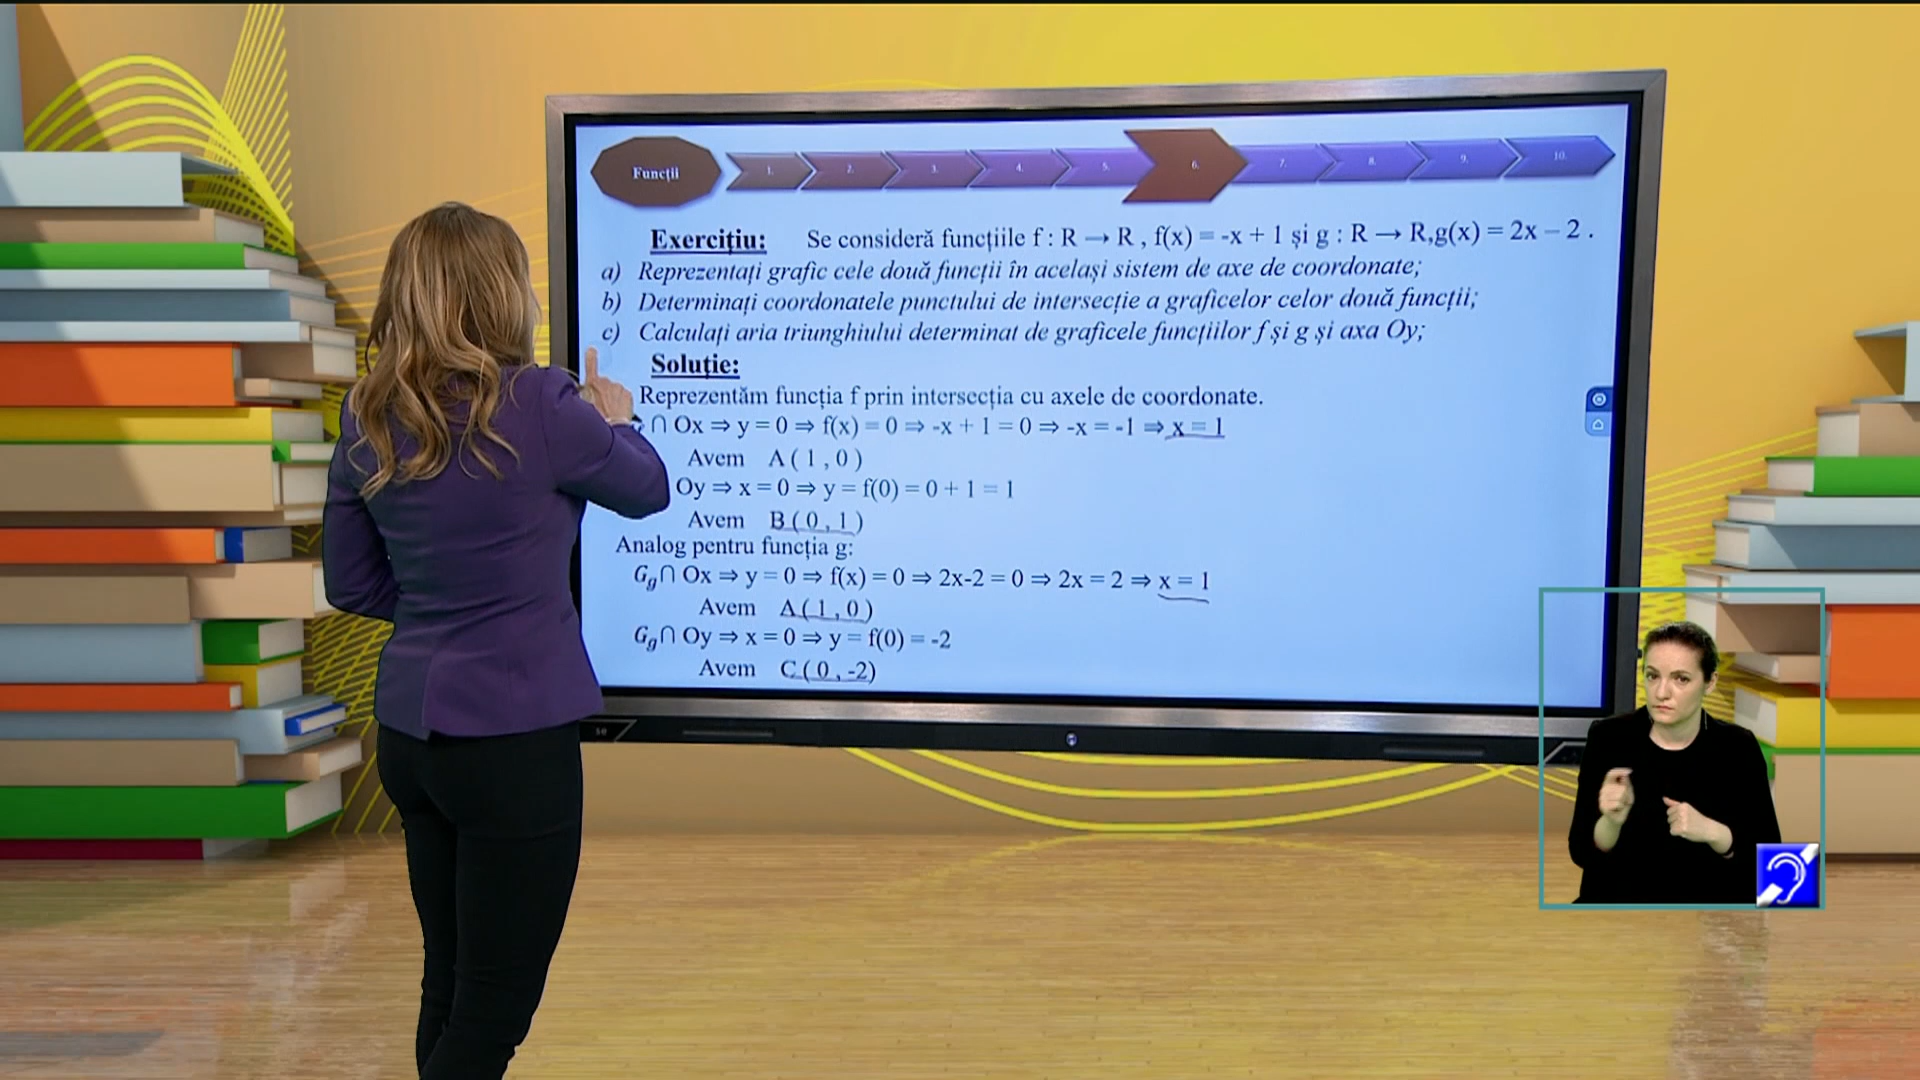 Funcții
1.
2.
3.
4.
5.
6.
7.
8.
9.
10.
Exercițiu: Se consideră funcțiile f : R → R , f(x) = -x + 1 și g : R → R,g(x) = 2x – 2 .
a) Reprezentați grafic cele două funcții în același sistem de axe de coordonate;
b) Determinați coordonatele punctului de intersecție a graficelor celor două funcții;
c) Calculați aria triunghiului determinat de graficele funcțiilor f și g și axa Oy;
Soluție:
Reprezentăm funcția f prin intersecția cu axele de coordonate.
∩ Ox ⇒ y = 0 ⇒ f(x) = 0 ⇒ -x + 1 = 0 ⇒ -x = -1 ⇒ x = 1
Avem A ( 1 , 0 )
Oy ⇒ x = 0 ⇒ y = f(0) = 0 + 1 = 1
Avem B ( 0 , 1 )
Analog pentru funcția g:
Gg∩ Ox ⇒ y = 0 ⇒ f(x) = 0 ⇒ 2x-2 = 0 ⇒ 2x = 2 ⇒ x = 1
Avem A ( 1 , 0 )
Gg∩ Oy ⇒ x = 0 ⇒ y = f(0) = -2
Avem C ( 0 , -2)